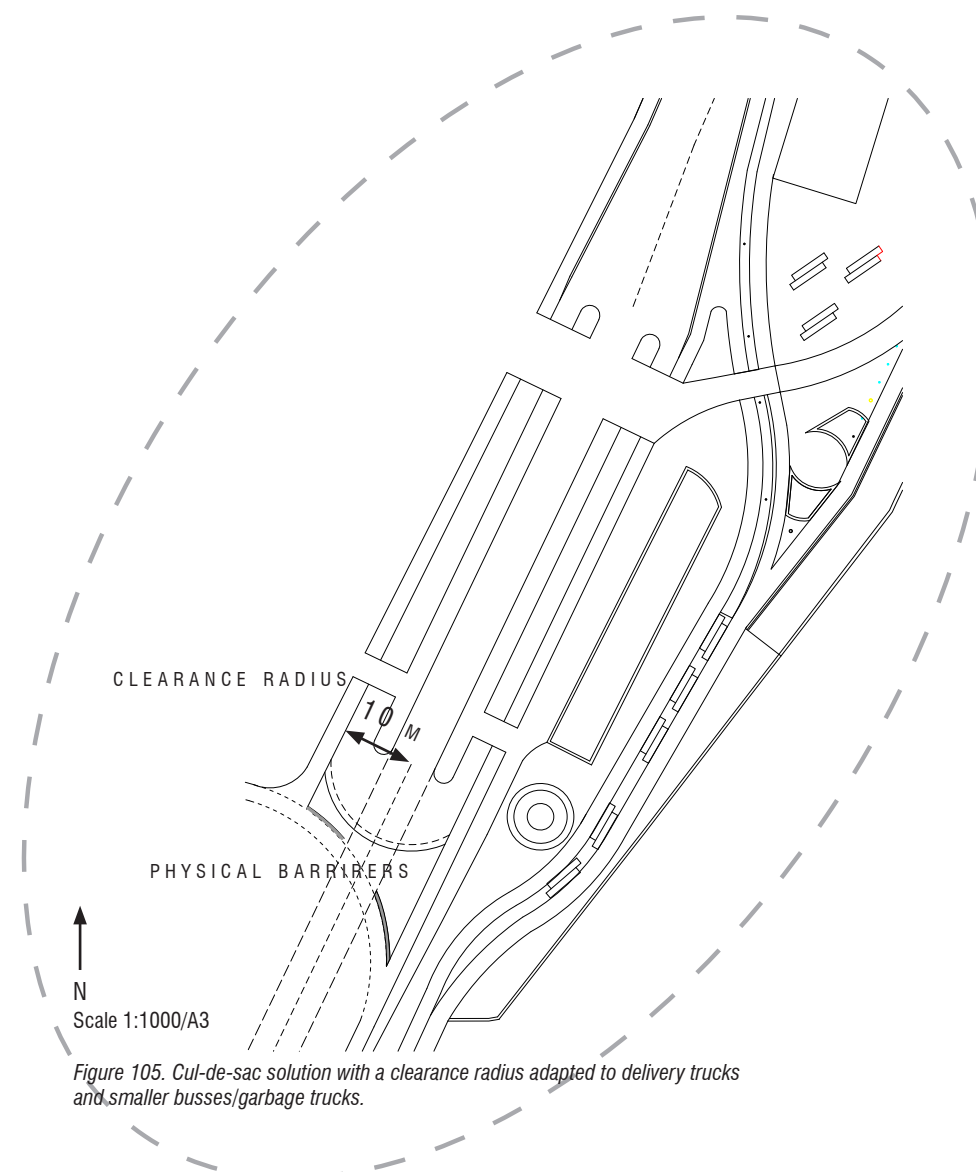 CLEARANCE RADIUS
10 M
PHYSICAL BARRIRERS
N
Scale 1:1000/A3
Figure 105. Cul-de-sac solution with a clearance radius adapted to delivery trucks
and smaller busses/garbage trucks.